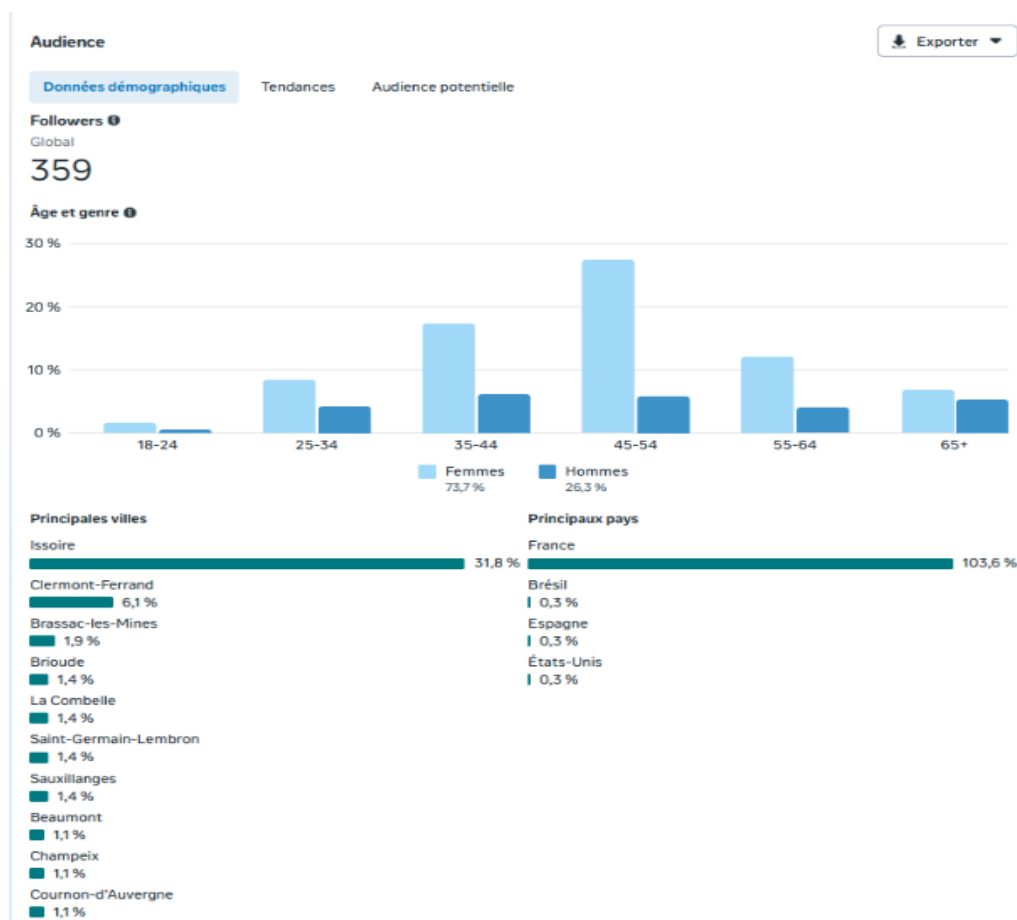 Audience
Exporter
Données démographiques Tendances Audience potentielle
Followers
Global
359
Âge et genre
30 %
20 %
10 %
0 %
18-24 25-34 35-44 45-54 55-64 65+
Femmes Hommes
73,7 % 26,3 %
Principales villes
Issoire
31,8 %
Clermont-Ferrand
6,1 %
Brassac-les-Mines
1,9 %
Brioude
1,4 %
La Combelle
1,4 %
Saint-Germain-Lembron
1,4 %
Sauxillanges
1,4 %
Beaumont
1,1 %
Champeix
1,1 %
Cournon-d'Auvergne
1,1 %
Principaux pays
France
103,6 %
Brésil
0,3 %
Espagne
0,3 %
États-Unis
0,3 %